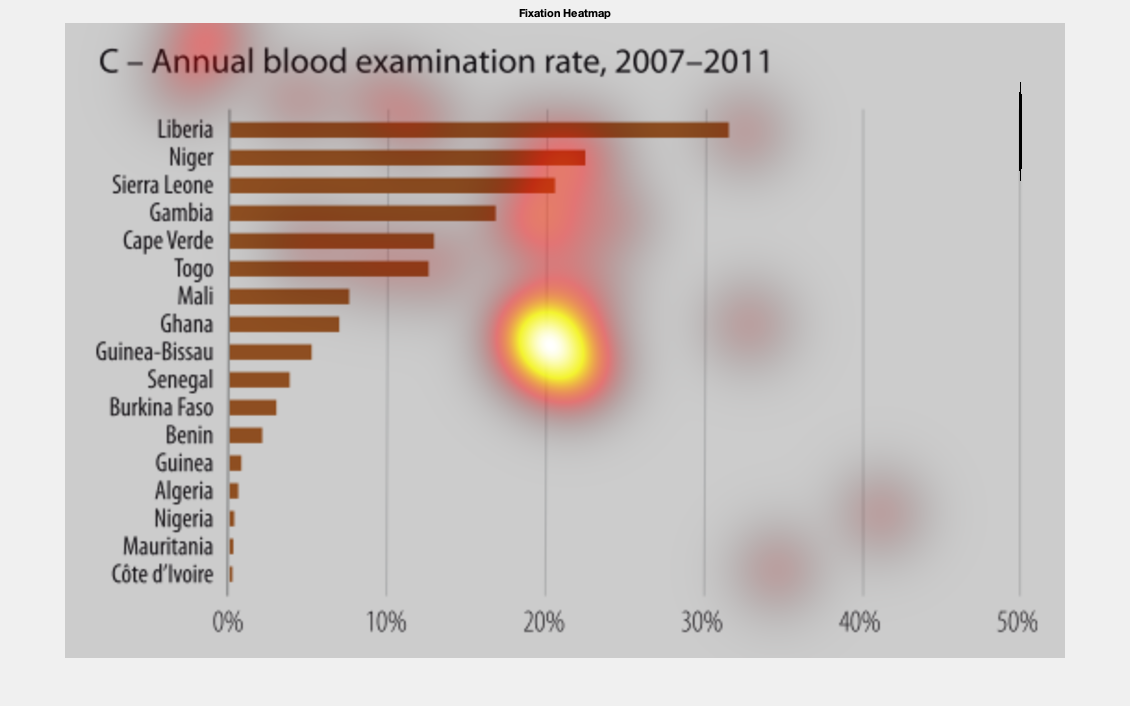 Fixation Heatmap
C – Annual blood examination rate, 2007–2011
Liberia
Niger
Sierra Leone
Gambia
Cape Verde
Togo
Mali
Ghana
Guinea-Bissau
Senegal
Burkina Faso
Benin
Guinea
Algeria
Nigeria
Mauritania
Côte d’Ivoire
0% 10% 20% 30% 40% 50%